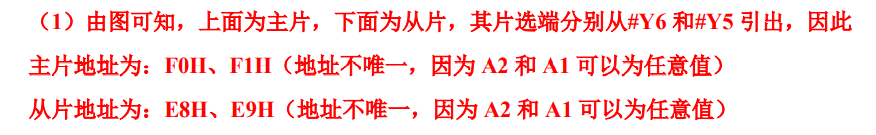 （1）由图可知，上面为主片，下面为从片，其片选端分别从#Y6 和#Y5 引出，因此
主片地址为：F0H、F1H（地址不唯一，因为 A2 和 A1 可以为任意值）
从片地址为：E8H、E9H（地址不唯一，因为 A2 和 A1 可以为任意值）